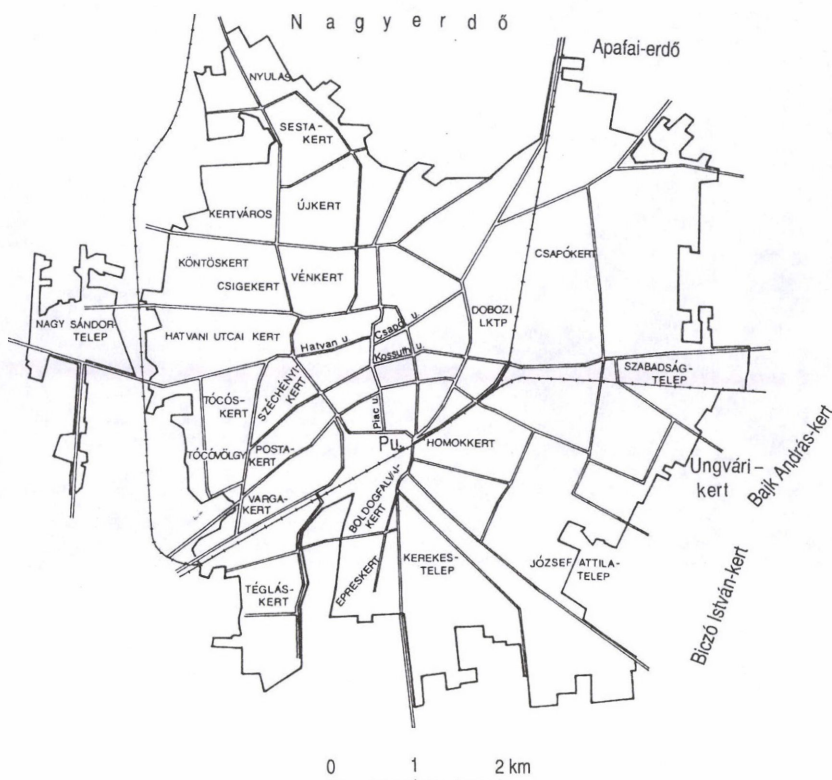 Nagyerdő
Apafai-erdő
NYULAS
SESTA-
KERT
KERTVÁROS
ÚJKERT
KÖNTÖSKERT
CSIGEKERT
VÉNKERT
CSAPÓKERT
NAGY SÁNDOR-
TELEP
HATVANI UTCAI KERT
Hatvan u.
Csapó u.
Kossuth u.
DOBOZI
LKTP
SZABADSÁG-
TELEP
TÓCÓS-
KERT
SZÉCHENYI-
KERT
Piac u.
TÓCÓVÖLGY
POSTA-
KERT
Pu.
HOMOKKERT
Ungvári-
kert
Bajk András-kert
VARGA-
KERT
BOLDOGFALVI-
KERT
KEREKES-
TELEP
JÓZSEF ATTILA-
TELEP
TÉGLÁS-
KERT
EPRESKERT
Biczó István-kert
0 1 2 km